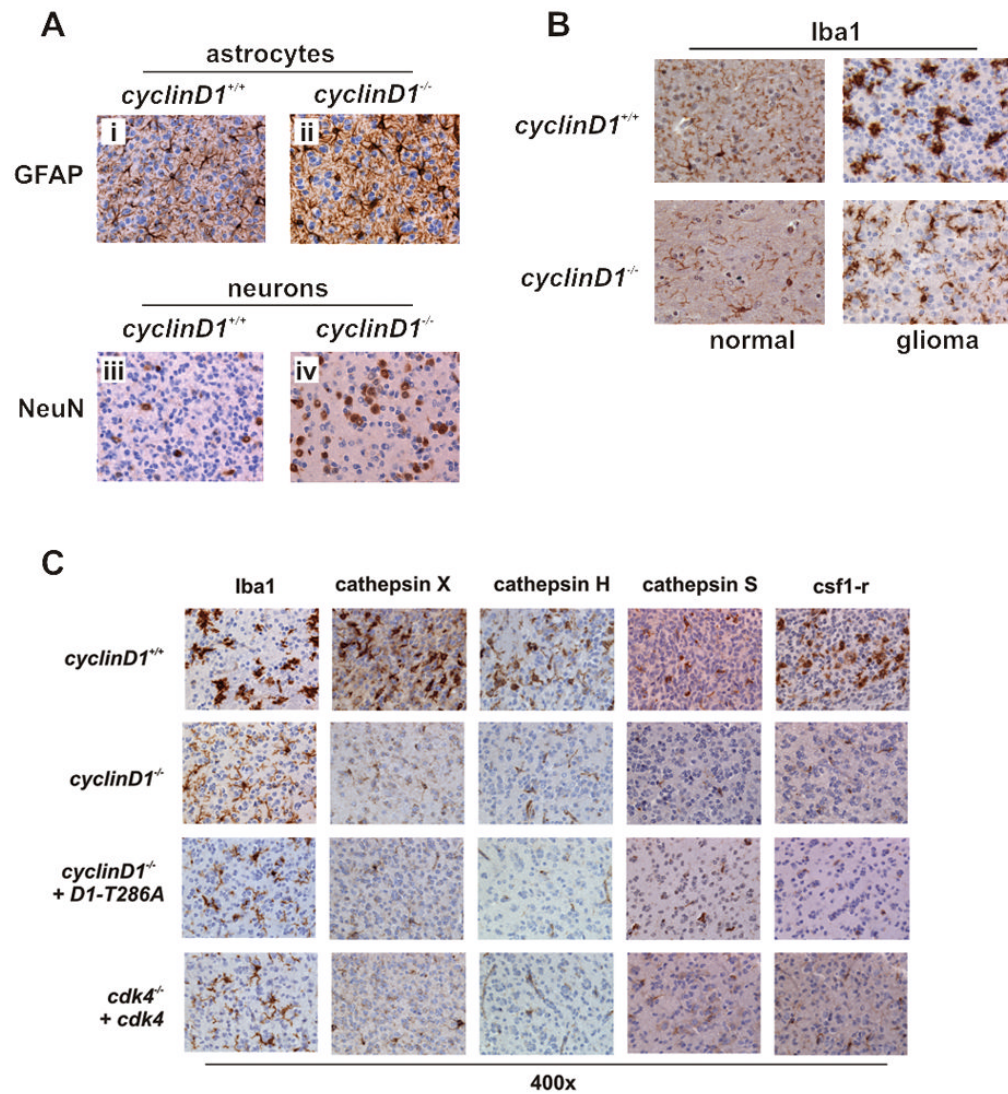 A
astrocytes
cyclinD1+/+ cyclinD1-/-
GFAP
i ii
neurons
cyclinD1+/+ cyclinD1-/-
NeuN
iii iv
B
Iba1
cyclinD1+/+
cyclinD1-/-
normal glioma
C
Iba1 cathepsin X cathepsin H cathepsin S csf1-r
cyclinD1+/+
cyclinD1-/-
cyclinD1-/-
+ D1-T286A
cdk4-/-
+ cdk4
400x